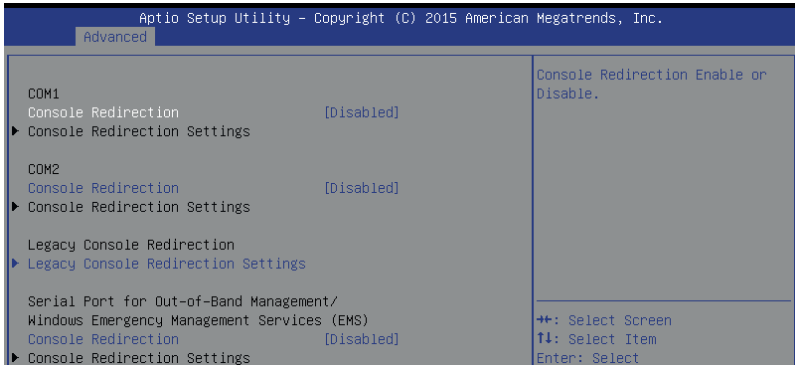 Aptio Setup Utility – Copyright (C) 2015 American Megatrends, Inc.
Advanced
COM1
Console Redirection [Disabled]
▶ Console Redirection Settings
COM2
Console Redirection [Disabled]
▶ Console Redirection Settings
Legacy Console Redirection
▶ Legacy Console Redirection Settings
Serial Port for Out-of-Band Management/
Windows Emergency Management Services (EMS)
Console Redirection [Disabled]
▶ Console Redirection Settings
Console Redirection Enable or
Disable.
→←: Select Screen
↑↓: Select Item
Enter: Select